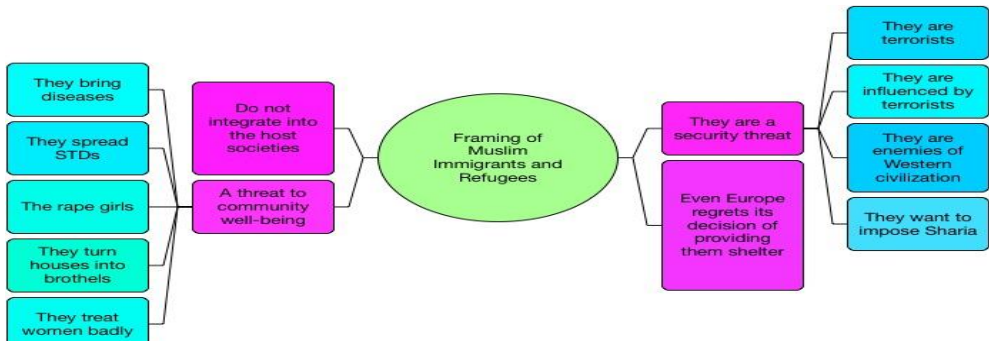 They bring
diseases
They spread
STDs
The rape girls
They turn
houses into
brothels
They treat
women badly
Do not
integrate into
the host
societies
A threat to
community
well-being
Framing of
Muslim
Immigrants and
Refugees
They are a
security threat
Even Europe
regrets its
decision of
providing
them shelter
They are
terrorists
They are
influenced by
terrorists
They are
enemies of
Western
civilization
They want to
impose Sharia